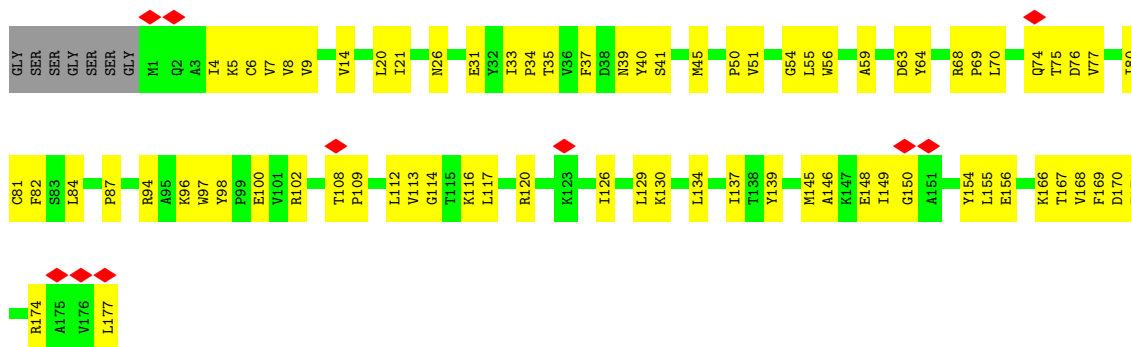 GLY SER SER GLY SER SER GLY M1 Q2 A3 I4 K5 C6 V7 V8 V9 V14 L20 I21 N26 E31 Y32 I33 P34 T35 V36 F37 D38 N39 Y40 S41 M45 P50 V51 G54 L55 W56 A59 D63 Y64 R68 P69 L70 Q74 T75 D76 V77 I80
C81 F82 S83 L84 P87 R94 A95 K96 W97 Y98 P99 E100 V101 R102 T108 P109 L112 V113 G114 T115 K116 L117 R120 K123 I126 L129 K130 L134 I137 T138 Y139 M145 A146 K147 E148 I149 G150 A151 Y154 L155 E156 K166 T167 V168 F169 D170
R174 A175 V176 L177